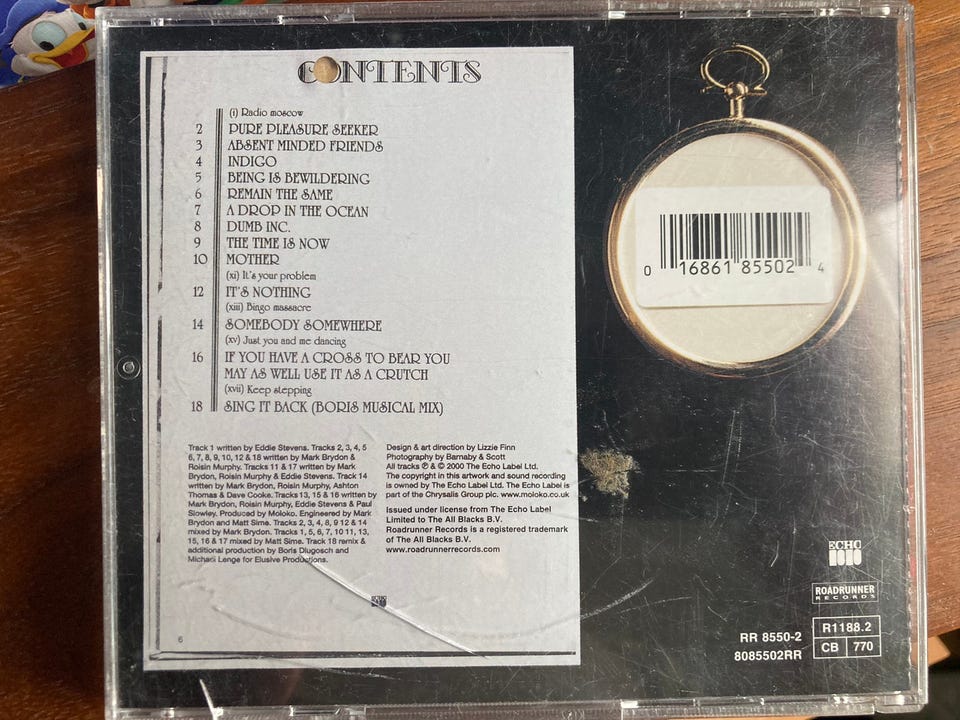 CONTENTS
(i) Radio moscow
2 PURE PLEASURE SEEKER
3 ABSENT MINDED FRIENDS
4 INDIGO
5 BEING IS BEWILDERING
6 REMAIN THE SAME
7 A DROP IN THE OCEAN
8 DUMB INC.
9 THE TIME IS NOW
10 MOTHER
(xi) It's your problem
12 IT'S NOTHING
(xiii) Bingo massacre
14 SOMEBODY SOMEWHERE
(xv) Just you and me dancing
16 IF YOU HAVE A CROSS TO BEAR YOU
MAY AS WELL USE IT AS A CRUTCH
(xvii) Keep stepping
18 SING IT BACK (BORIS MUSICAL MIX)
Track 1 written by Eddie Stevens. Tracks 2, 3, 4, 5
6, 7, 8, 9, 10, 12 & 18 written by Mark Brydon &
Roisin Murphy. Tracks 11 & 17 written by Mark
Brydon, Roisin Murphy & Eddie Stevens. Track 14
written by Mark Brydon, Roisin Murphy, Ashton
Thomas & Dave Cooke. Tracks 13, 15 & 16 written by
Mark Brydon, Roisin Murphy, Eddie Stevens & Paul
Slowley. Produced by Moloko. Engineered by Mark
Brydon and Matt Sime. Tracks 2, 3, 4, 8, 9 12 & 14
mixed by Mark Brydon. Tracks 1, 5, 6, 7, 10 11, 13,
15, 16 & 17 mixed by Matt Sime. Track 18 remix &
additional production by Boris Dlugosch and
Michael Lenge for Elusive Productions.
Design & art direction by Lizzie Finn
Photography by Barnaby & Scott
All tracks ℗ & © 2000 The Echo Label Ltd.
The copyright in this artwork and sound recording
is owned by The Echo Label Ltd. The Echo Label is
part of the Chrysalis Group plc. www.moloko.co.uk
Issued under license from The Echo Label
Limited to The All Blacks B.V.
Roadrunner Records is a registered trademark
of The All Blacks B.V.
www.roadrunnerrecords.com
ECHO
6
0 16861 85502 4
ECHO
ROADRUNNER
RECORDS
RR 8550-2
8085502RR
R1188.2
CB 770